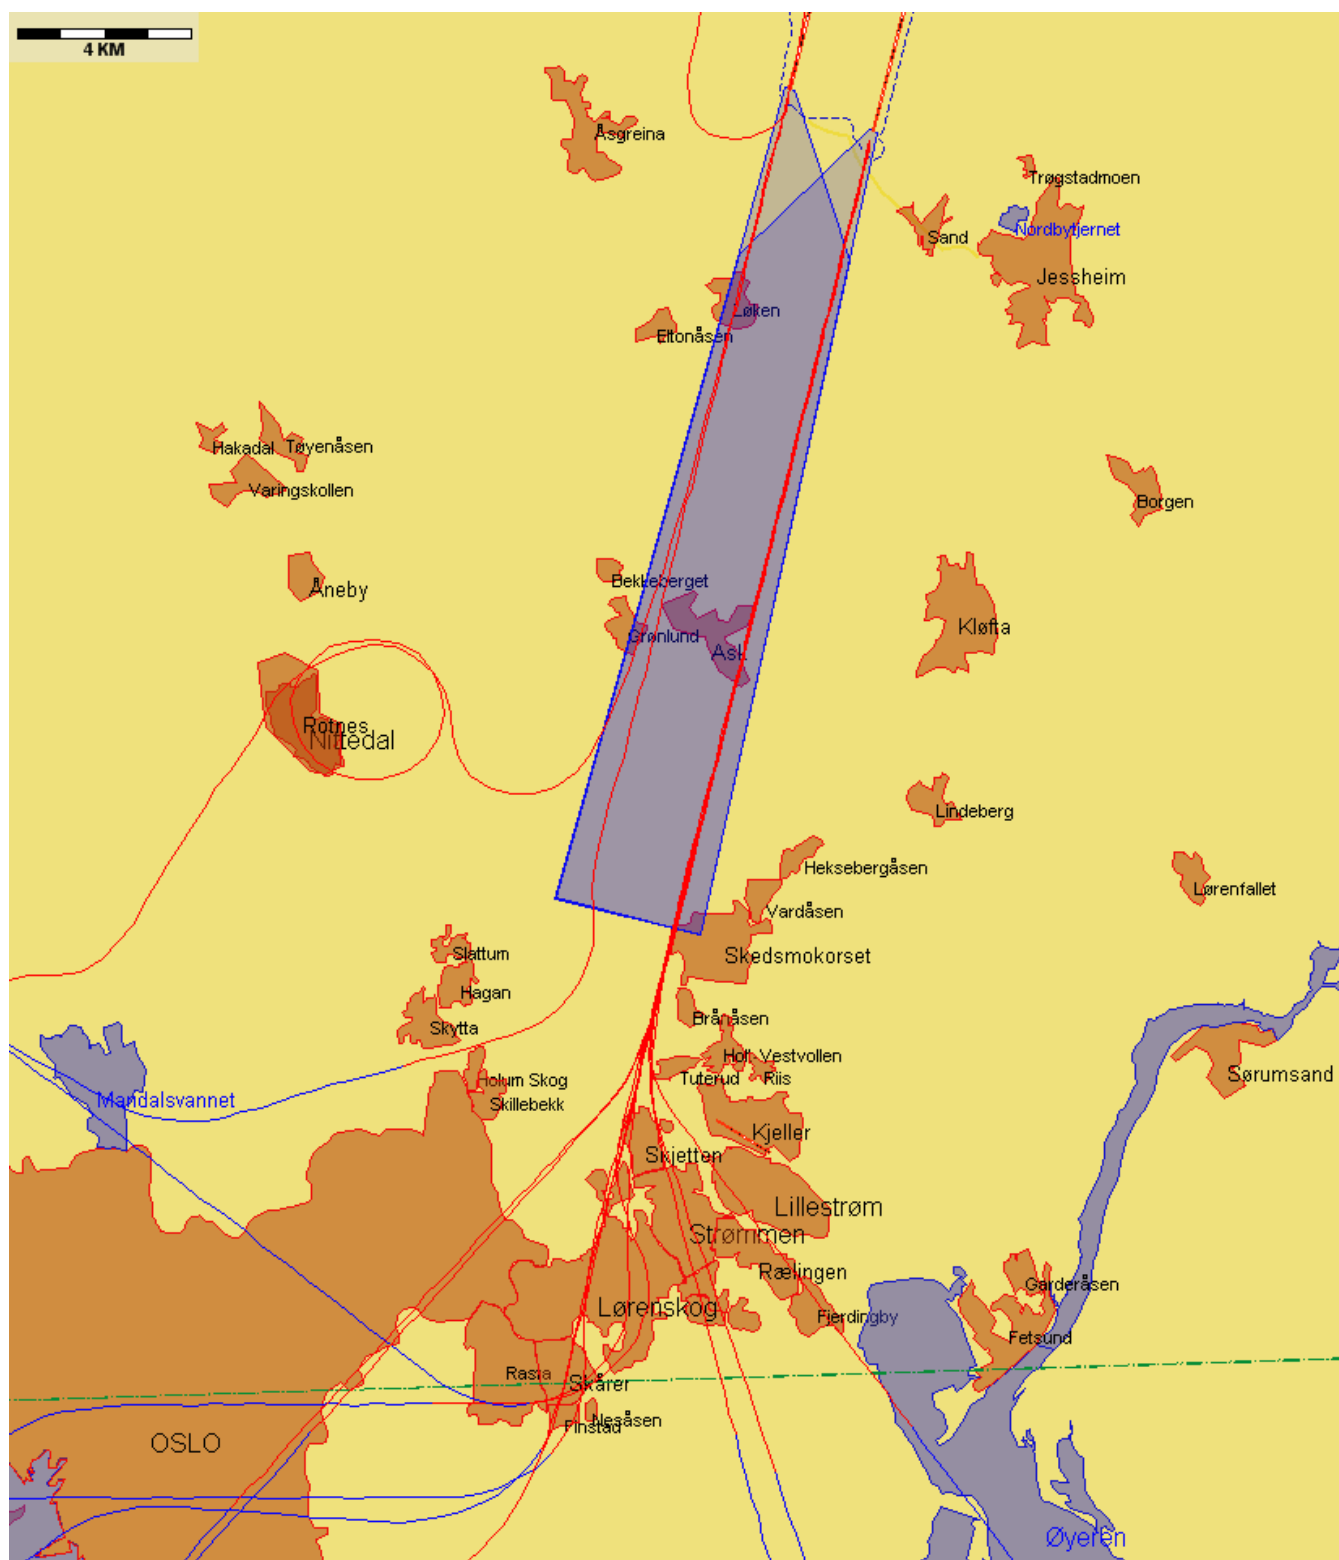 4 KM
Åsgreina
Trøgstadmoen
Nordbytjernet
Sand
Jessheim
Løken
Eltonåsen
Hakadal
Tøyenåsen
Varingskollen
Borgen
Bekkeberget
Åneby
Kløfta
Grønlund
Ask
Rotnes
Nittedal
Lindeberg
Heksebergåsen
Lørenfallet
Vardåsen
Slattum
Skedsmokorset
Hagan
Brånåsen
Skytta
Holt
Vestvollen
Sørumsand
Holum Skog
Tuterud
Riis
Mandalsvannet
Skillebekk
Kjeller
Skjetten
Lillestrøm
Strømmen
Rælingen
Garderåsen
Lørenskog
Fjerdingby
Fetsund
Rasta
Skårer
Nesåsen
Finstad
OSLO
Øyeren